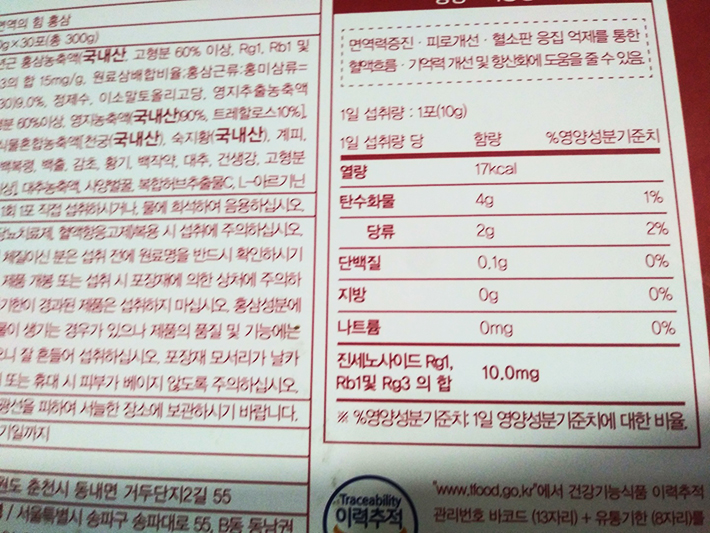 면역의 힘 홍삼
g×30포(총 300g)
년근 홍삼농축액(국내산, 고형분 60% 이상, Rg1, Rb1 및
3의 합 15mg/g, 원료삼배합비율:홍삼근류:홍미삼류=
30)9.0%, 정제수, 이소말토올리고당, 영지추출농축액
분 60%이상, 영지농축액(국내산)90%, 트레할로스10%],
식물혼합농축액[천궁(국내산), 숙지황(국내산), 계피,
백복령, 백출, 감초, 황기, 백작약, 대추, 건생강, 고형분
상], 대추농축액, 사양벌꿀, 복합허브추출물C, L-아르기닌
1회 1포 직접 섭취하시거나, 물에 희석하여 음용하십시오.
당뇨치료제, 혈액항응고제복용 시 섭취에 주의하십시오.
체질이신 분은 섭취 전에 원료명을 반드시 확인하시기
제품 개봉 또는 섭취 시 포장재에 의한 상처에 주의하
기한이 경과된 제품은 섭취하지 마십시오. 홍삼성분에
물이 생기는 경우가 있으나 제품의 품질 및 기능에는
오니 잘 흔들어 섭취하십시오. 포장재 모서리가 날카
또는 휴대 시 피부가 베이지 않도록 주의하십시오.
광선을 피하여 서늘한 장소에 보관하시기 바랍니다.
기일까지
원도 춘천시 동내면 거두단지2길 55
/ 서울특별시 송파구 송파대로 55, B동 동남권
면역력증진 · 피로개선 · 혈소판 응집 억제를 통한
혈액흐름 · 기억력 개선 및 항산화에 도움을 줄 수 있음.
1일 섭취량 : 1포(10g)
1일 섭취량 당 함량 %영양성분기준치
열량 17kcal
탄수화물 4g 1%
당류 2g 2%
단백질 0.1g 0%
지방 0g 0%
나트륨 0mg 0%
진세노사이드 Rg1,
Rb1및 Rg3 의 합 10.0mg
※ %영양성분기준치: 1일 영양성분기준치에 대한 비율.
Traceability
이력추적
"www.tfood.go.kr"에서 건강기능식품 이력추적
관리번호 바코드 (13자리) + 유통기한 (8자리)를